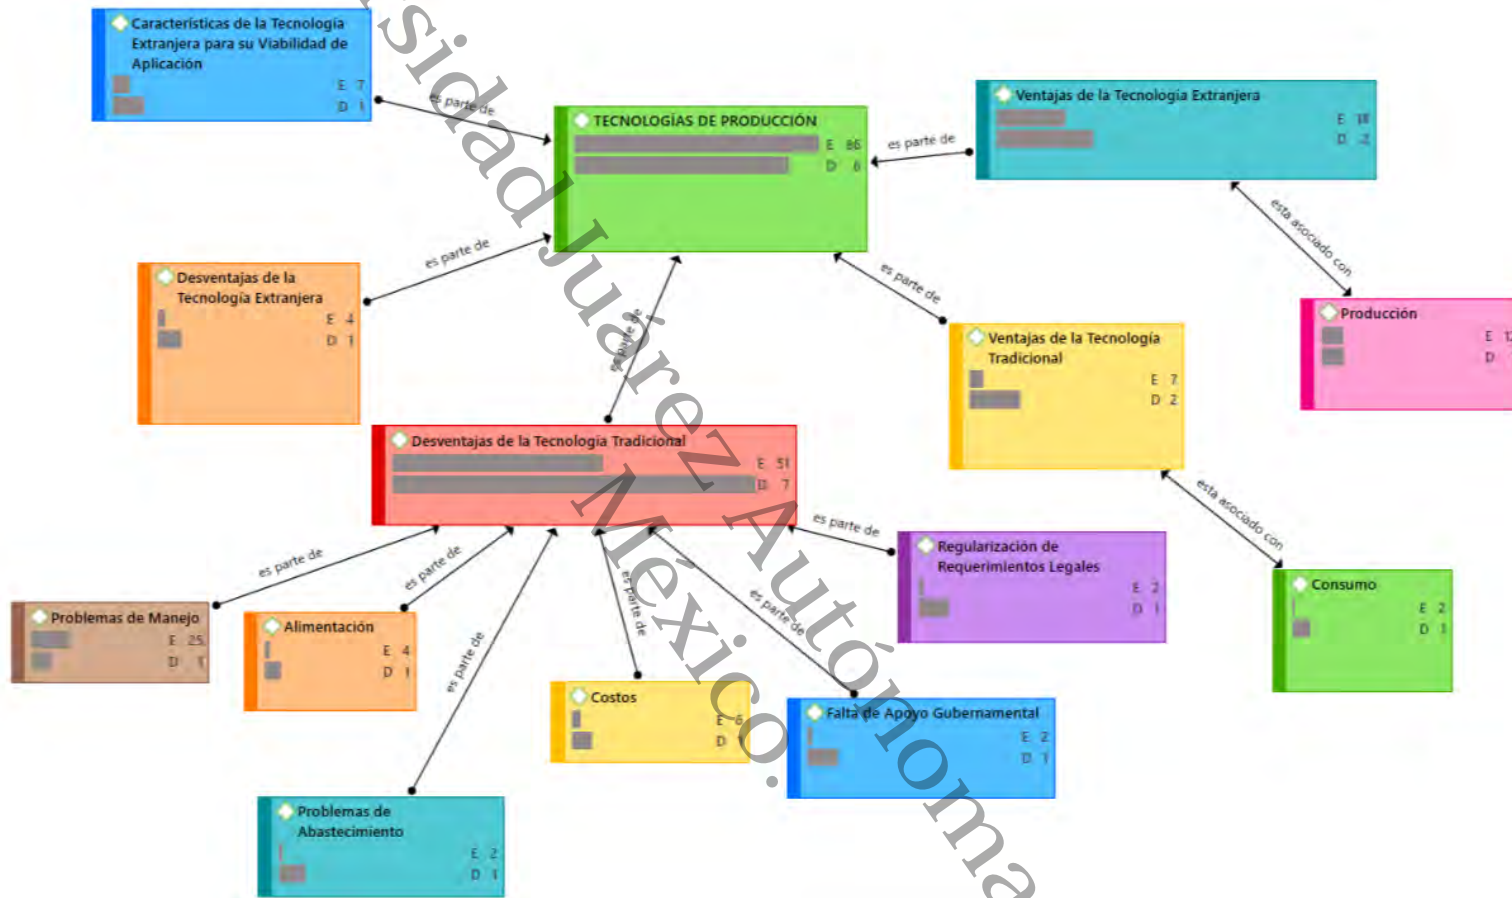 Características de la Tecnología
Extranjera para su Viabilidad de
Aplicación
E 7
D 1
es parte de
TECNOLOGÍAS DE PRODUCCIÓN
E 86
D 6
es parte de
Ventajas de la Tecnología Extranjera
E 18
D 2
esta asociado con
Producción
E 12
D
Desventajas de la
Tecnología Extranjera
E 4
D 1
es parte de
es parte de
es parte de
Ventajas de la Tecnología
Tradicional
E 7
D 2
esta asociado con
Consumo
E 2
D 1
Desventajas de la Tecnología Tradicional
E 51
D 7
es parte de
Regularización de
Requerimientos Legales
E 2
D 1
es parte de
Problemas de Manejo
E 25
D 1
es parte de
Alimentación
E 4
D 1
es parte de
Problemas de
Abastecimiento
E 2
D 1
es parte de
Costos
E 6
D 1
es parte de
Falta de Apoyo Gubernamental
E 2
D 1
rsidad Juárez Autónoma
México.